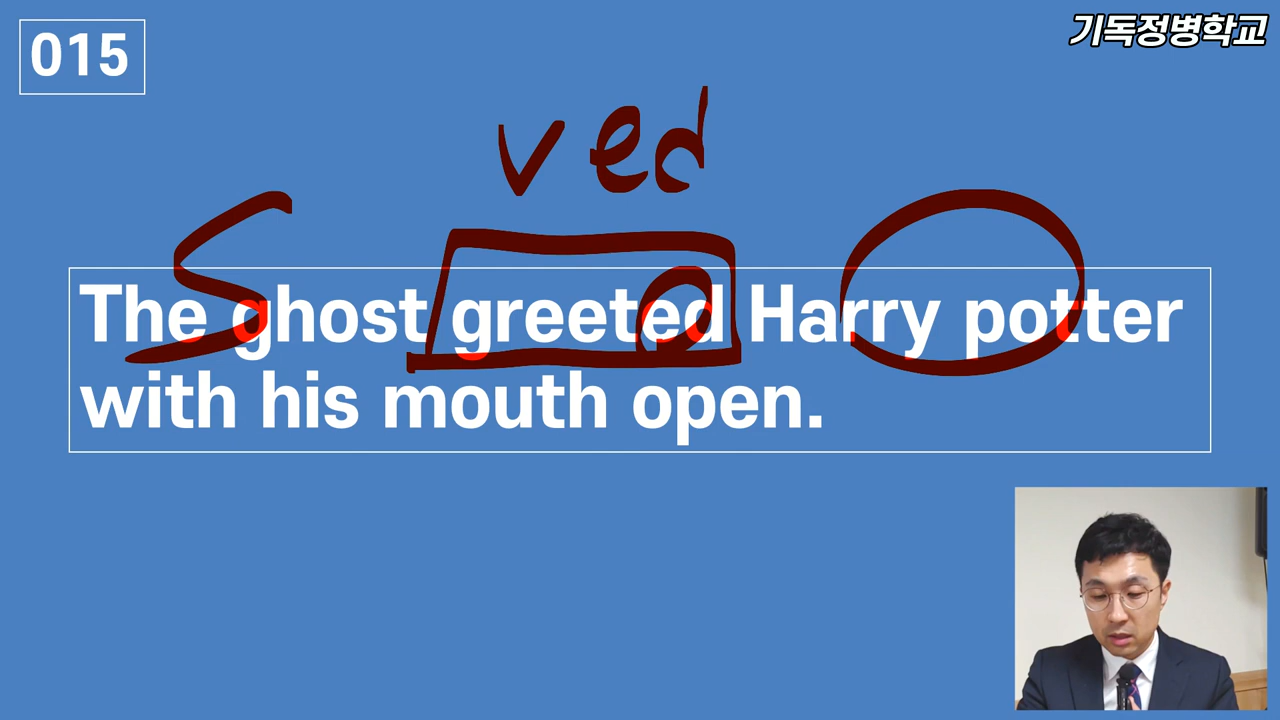 015
기독정병학교
ved
S
O
The ghost greeted Harry potter
with his mouth open.